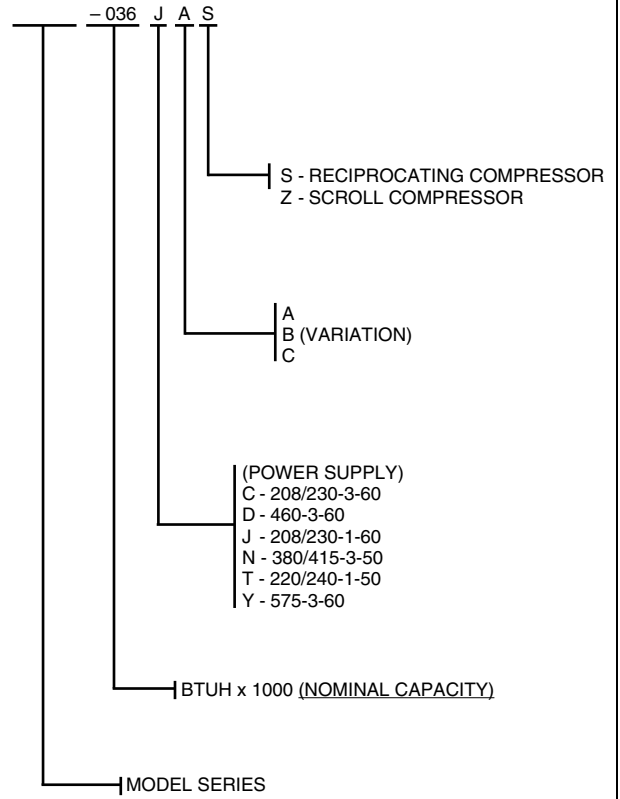 – 036 J A S
S - RECIPROCATING COMPRESSOR
Z - SCROLL COMPRESSOR
A
B (VARIATION)
C
(POWER SUPPLY)
C - 208/230-3-60
D - 460-3-60
J - 208/230-1-60
N - 380/415-3-50
T - 220/240-1-50
Y - 575-3-60
BTUH x 1000 (NOMINAL CAPACITY)
MODEL SERIES